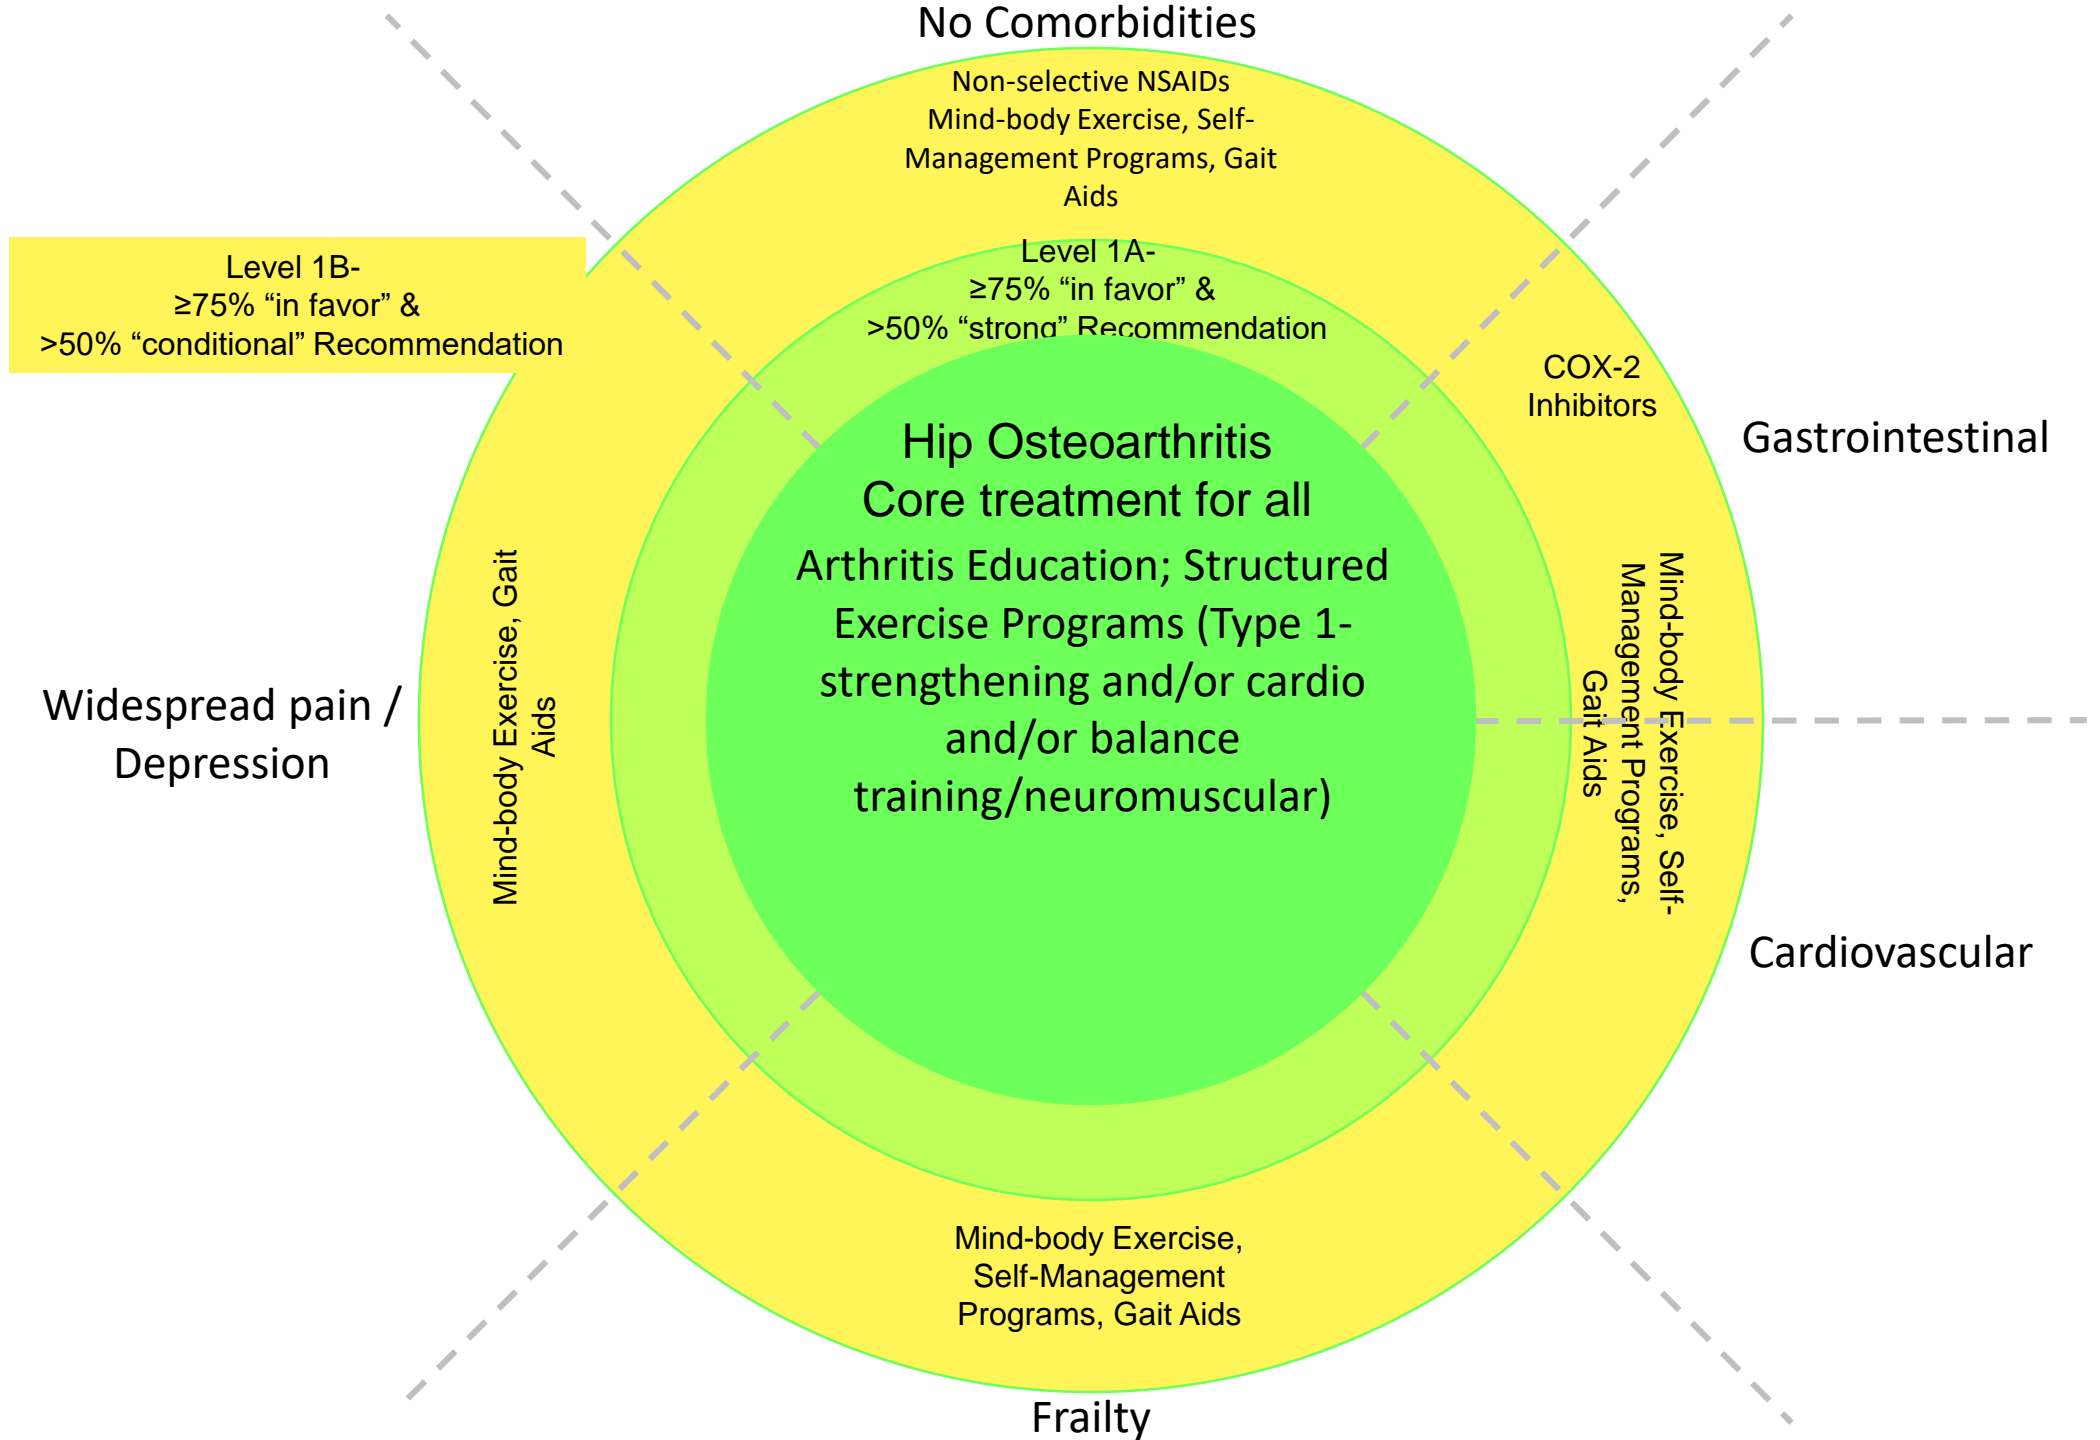 No Comorbidities
Non-selective NSAIDs
Mind-body Exercise, Self-
Management Programs, Gait
Aids
Level 1B-
≥75% “in favor” &
>50% “conditional” Recommendation
Level 1A-
≥75% “in favor” &
>50% “strong” Recommendation
COX-2
Inhibitors
Gastrointestinal
Hip Osteoarthritis
Core treatment for all
Arthritis Education; Structured
Exercise Programs (Type 1-
strengthening and/or cardio
and/or balance
training/neuromuscular)
Mind-body Exercise, Gait
Aids
Widespread pain /
Depression
Mind-body Exercise, Self-
Management Programs,
Gait Aids
Cardiovascular
Mind-body Exercise,
Self-Management
Programs, Gait Aids
Frailty